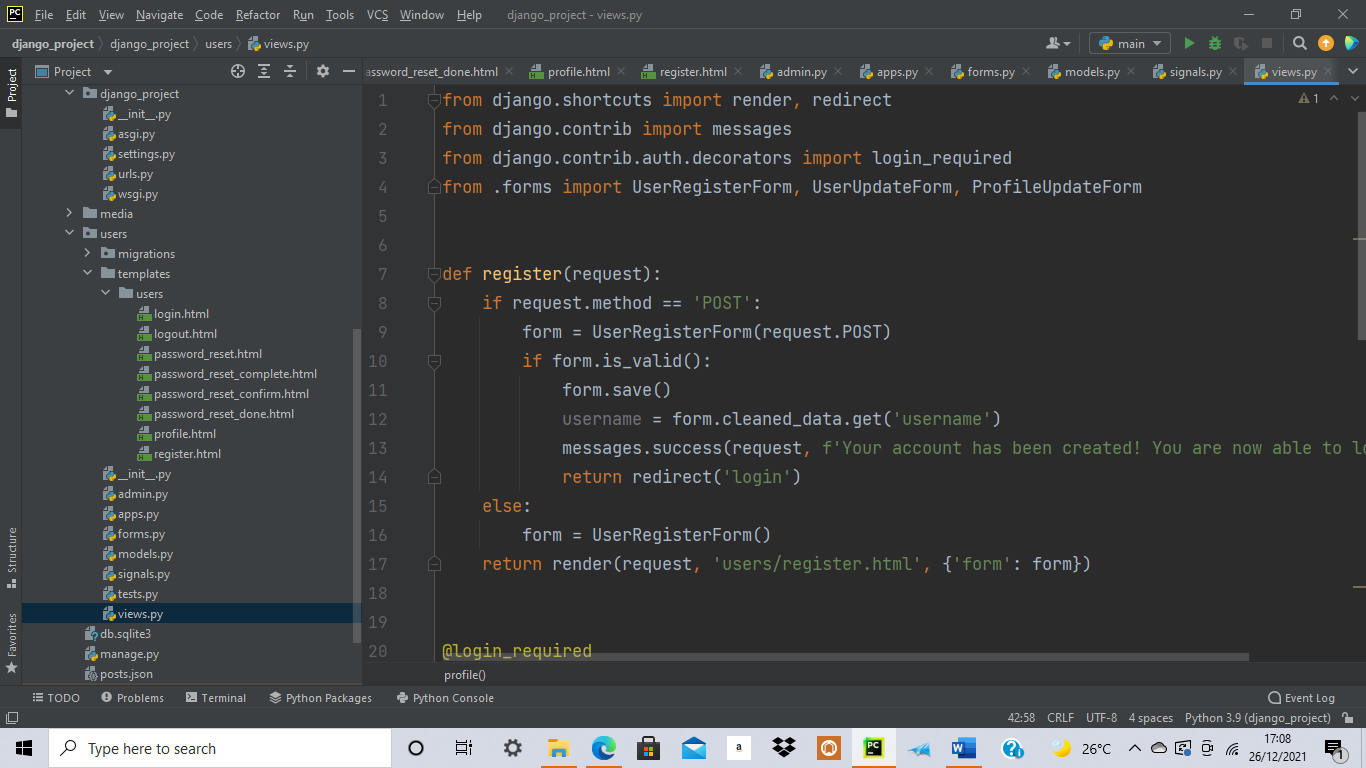 PC File Edit View Navigate Code Refactor Run Tools VCS Window Help django_project - views.py
django_project django_project users views.py main
Project assword_reset_done.html profile.html register.html admin.py apps.py forms.py models.py signals.py views.py
Project
Structure
Favorites
django_project
__init__.py
asgi.py
settings.py
urls.py
wsgi.py
media
users
migrations
templates
users
login.html
logout.html
password_reset.html
password_reset_complete.html
password_reset_confirm.html
password_reset_done.html
profile.html
register.html
__init__.py
admin.py
apps.py
forms.py
models.py
signals.py
tests.py
views.py
db.sqlite3
manage.py
posts.json
1 from django.shortcuts import render, redirect
1
2 from django.contrib import messages
3 from django.contrib.auth.decorators import login_required
4 from .forms import UserRegisterForm, UserUpdateForm, ProfileUpdateForm
5
6
7 def register(request):
8 if request.method == 'POST':
9 form = UserRegisterForm(request.POST)
10 if form.is_valid():
11 form.save()
12 username = form.cleaned_data.get('username')
13 messages.success(request, f'Your account has been created! You are now able to lo
14 return redirect('login')
15 else:
16 form = UserRegisterForm()
17 return render(request, 'users/register.html', {'form': form})
18
19
20 @login_required
profile()
TODO Problems Terminal Python Packages Python Console Event Log
42:58 CRLF UTF-8 4 spaces Python 3.9 (django_project)
Type here to search a PC W 26°C 17:08
26/12/2021 1